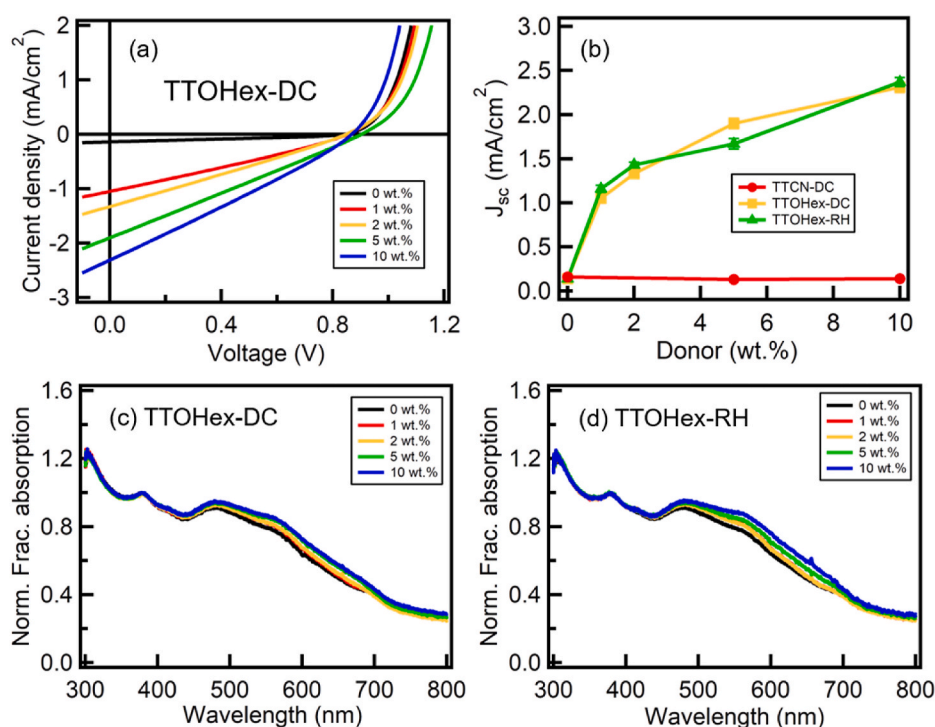 (a)
TTOHex-DC
Current density (mA/cm²)
2
1
0
-1
-2
-3
0 wt.%
1 wt.%
2 wt.%
5 wt.%
10 wt.%
0.0
0.4
0.8
1.2
Voltage (V)
(b)
Jsc (mA/cm²)
3.0
2.5
2.0
1.5
1.0
0.5
0.0
TTCN-DC
TTOHex-DC
TTOHex-RH
0
2
4
6
8
10
Donor (wt.%)
(c) TTOHex-DC
Norm. Frac. absorption
1.6
1.2
0.8
0.4
0.0
0 wt.%
1 wt.%
2 wt.%
5 wt.%
10 wt.%
300
400
500
600
700
800
Wavelength (nm)
(d) TTOHex-RH
Norm. Frac. absorption
1.6
1.2
0.8
0.4
0.0
0 wt.%
1 wt.%
2 wt.%
5 wt.%
10 wt.%
300
400
500
600
700
800
Wavelength (nm)